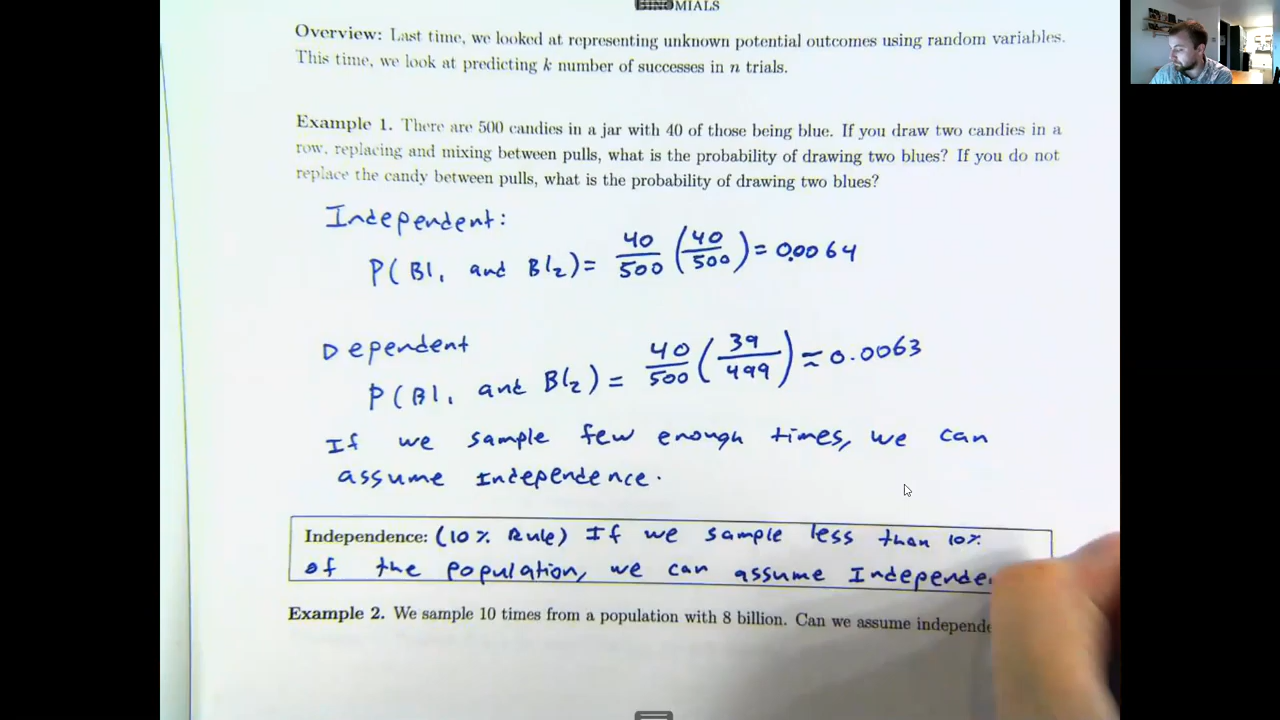 BINOMIALS
Overview: Last time, we looked at representing unknown potential outcomes using random variables.
This time, we look at predicting k number of successes in n trials.
Example 1. There are 500 candies in a jar with 40 of those being blue. If you draw two candies in a
row, replacing and mixing between pulls, what is the probability of drawing two blues? If you do not
replace the candy between pulls, what is the probability of drawing two blues?
Independent:
P(Bl₁ and Bl₂) = 40/500 (40/500) = 0.0064
Dependent
P(Bl₁ and Bl₂) = 40/500 (39/499) ≈ 0.0063
If we sample few enough times, we can
assume Independence.
Independence: (10% Rule) If we sample less than 10%
of the population, we can assume Independe
Example 2. We sample 10 times from a population with 8 billion. Can we assume independe